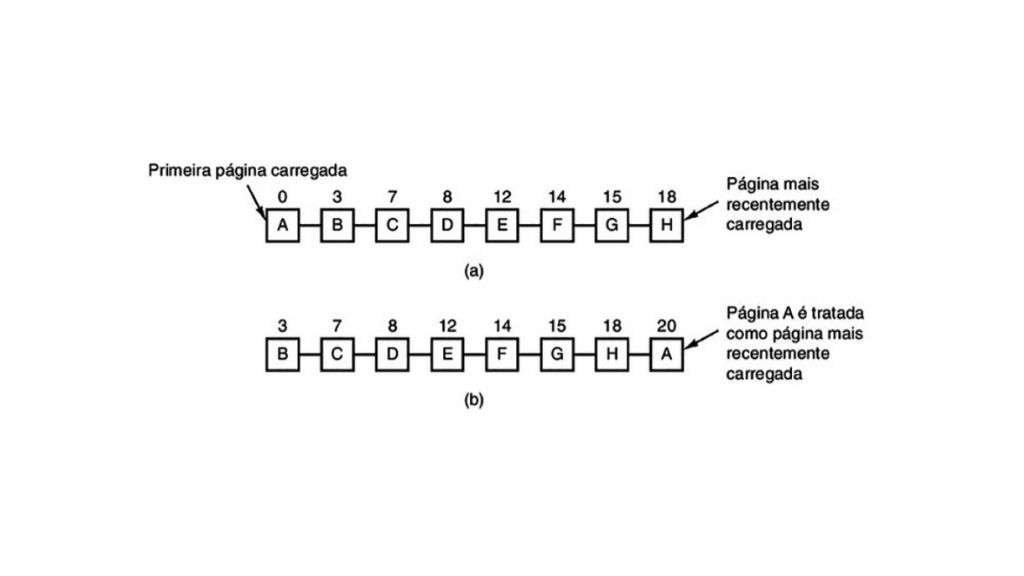 Primeira página carregada
0 3 7 8 12 14 15 18
A B C D E F G H
Página mais
recentemente
carregada
(a)
3 7 8 12 14 15 18 20
B C D E F G H A
Página A é tratada
como página mais
recentemente
carregada
(b)